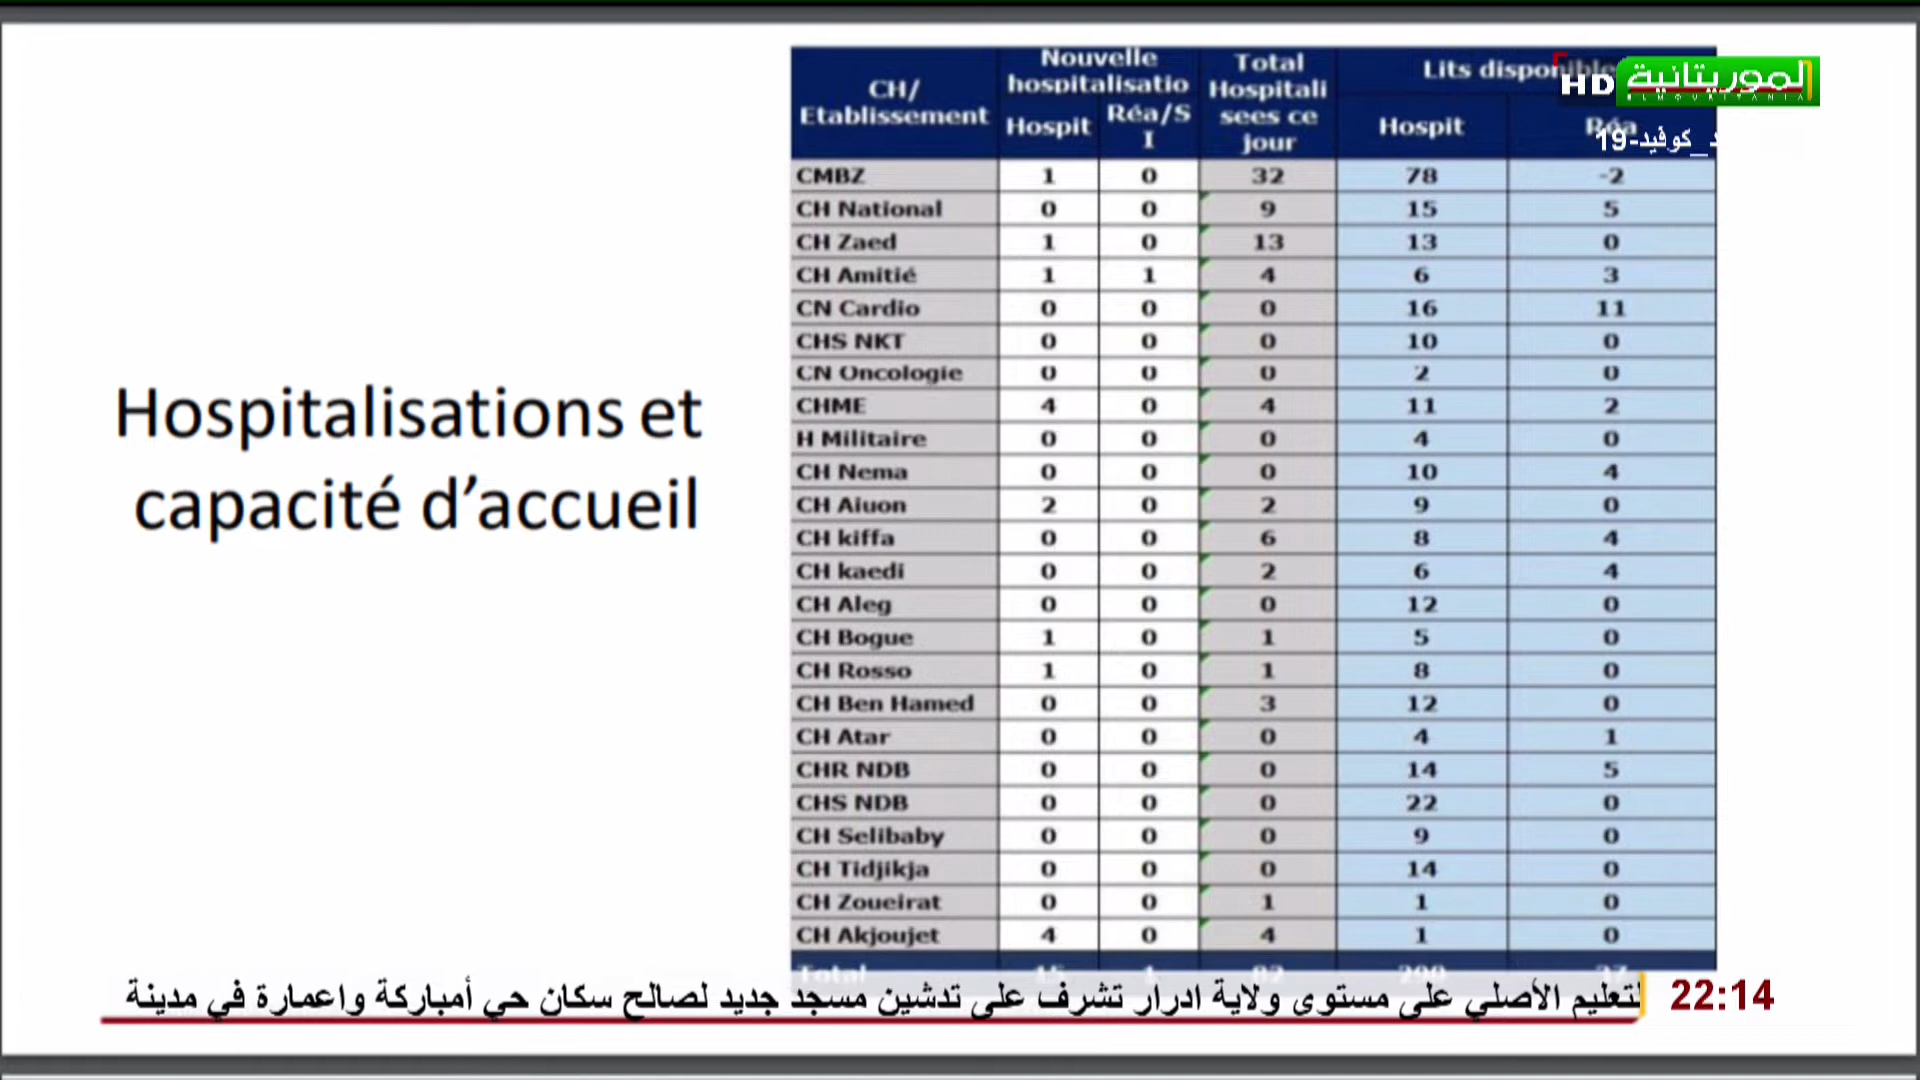 Hospitalisations et
capacité d’accueil
CH/ Etablissement Nouvelle hospitalisatio Total Hospitali sees ce jour Lits disponible
Hospit Réa/S I Hospit Réa
CMBZ 1 0 32 78 -2
CH National 0 0 9 15 5
CH Zaed 1 0 13 13 0
CH Amitié 1 1 4 6 3
CN Cardio 0 0 0 16 11
CHS NKT 0 0 0 10 0
CN Oncologie 0 0 0 2 0
CHME 4 0 4 11 2
H Militaire 0 0 0 4 0
CH Nema 0 0 0 10 4
CH Aiuon 2 0 2 9 0
CH kiffa 0 0 6 8 4
CH kaedi 0 0 2 6 4
CH Aleg 0 0 0 12 0
CH Bogue 1 0 1 5 0
CH Rosso 1 0 1 8 0
CH Ben Hamed 0 0 3 12 0
CH Atar 0 0 0 4 1
CHR NDB 0 0 0 14 5
CHS NDB 0 0 0 22 0
CH Selibaby 0 0 0 9 0
CH Tidjikja 0 0 0 14 0
CH Zoueirat 0 0 1 1 0
CH Akjoujet 4 0 4 1 0
Total
HD الموريتانية
ELMOURITANIA
كوفيد-19
لتعليم الأصلي على مستوى ولاية ادرار تشرف على تدشين مسجد جديد لصالح سكان حي أمباركة واعمارة في مدينة
22:14